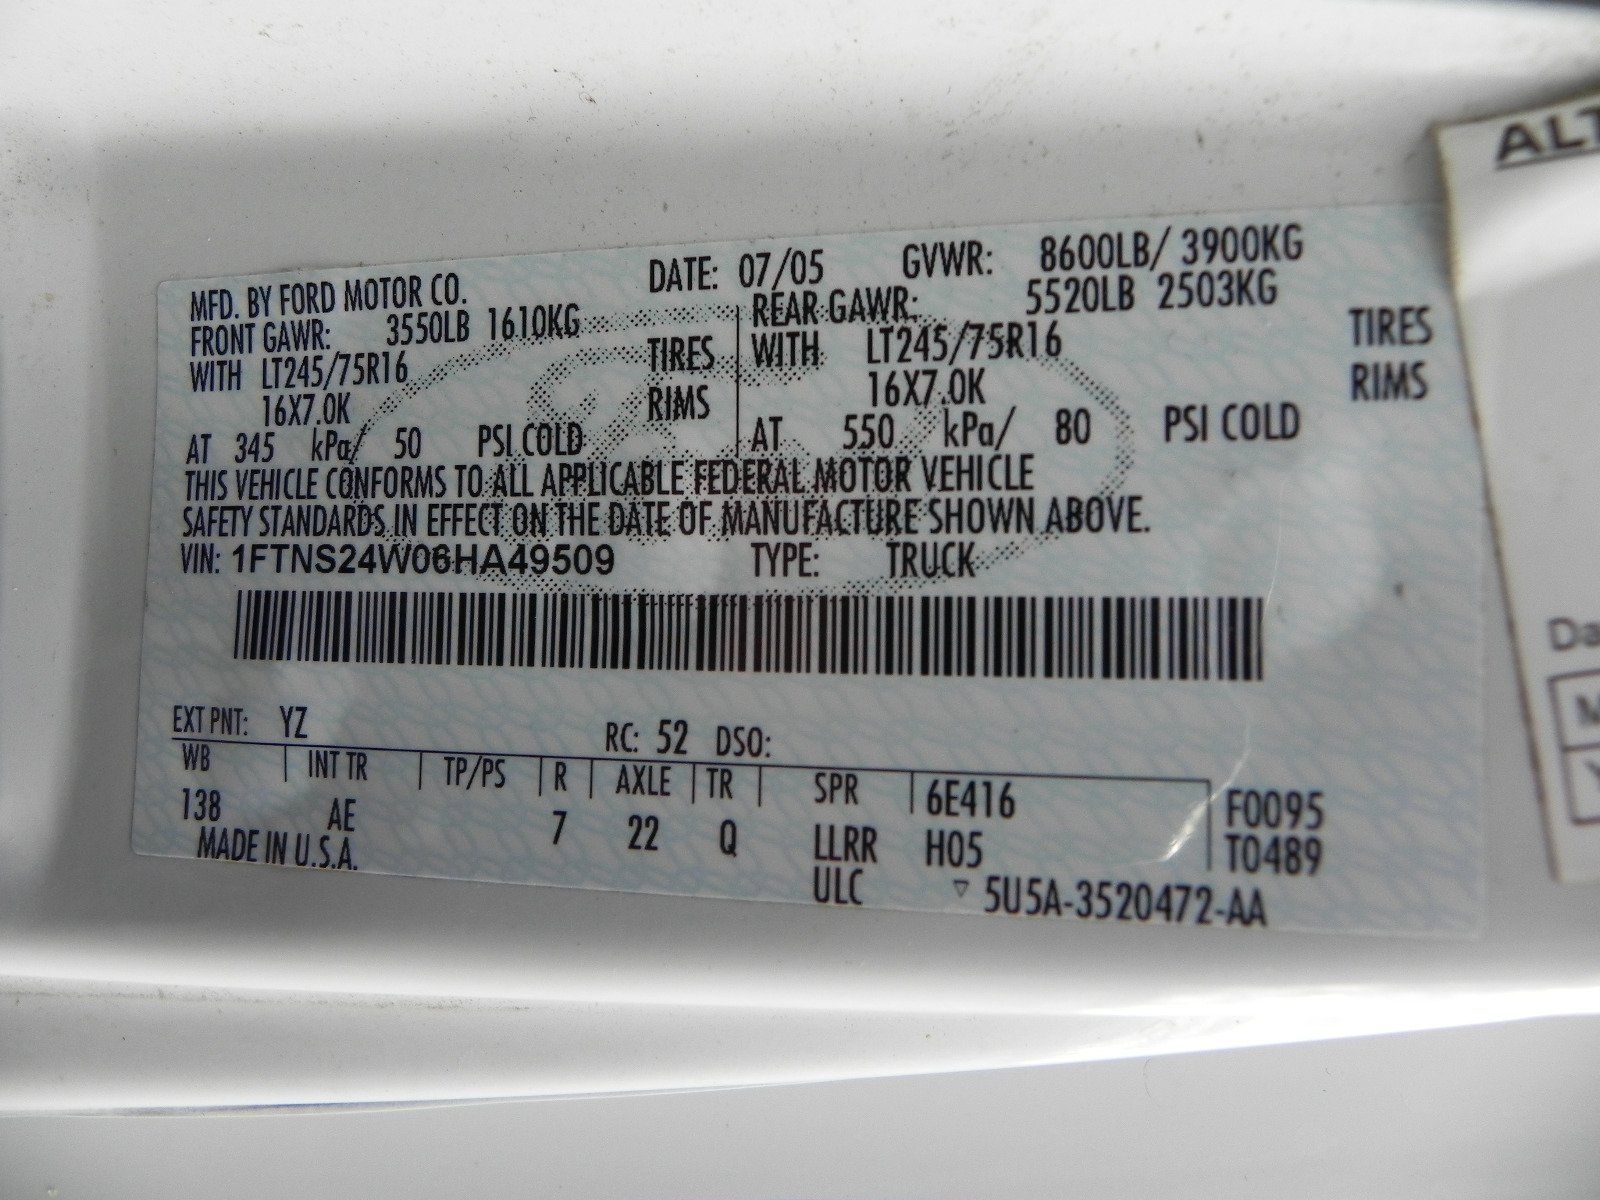 MFD. BY FORD MOTOR CO. DATE: 07/05 GVWR: 8600LB/ 3900KG
FRONT GAWR: 3550LB 1610KG REAR GAWR: 5520LB 2503KG
WITH LT245/75R16 TIRES WITH LT245/75R16 TIRES
16X7.0K RIMS 16X7.0K RIMS
AT 345 kPa/ 50 PSI COLD AT 550 kPa/ 80 PSI COLD
THIS VEHICLE CONFORMS TO ALL APPLICABLE FEDERAL MOTOR VEHICLE
SAFETY STANDARDS IN EFFECT ON THE DATE OF MANUFACTURE SHOWN ABOVE.
VIN: 1FTNS24W06HA49509 TYPE: TRUCK
EXT PNT: YZ RC: 52 DSO:
WB INT TR TP/PS R AXLE TR SPR 6E416 F0095
138 AE 7 22 Q LLRR H05 T0489
MADE IN U.S.A. ULC ▽ 5U5A-3520472-AA
ALT
Da